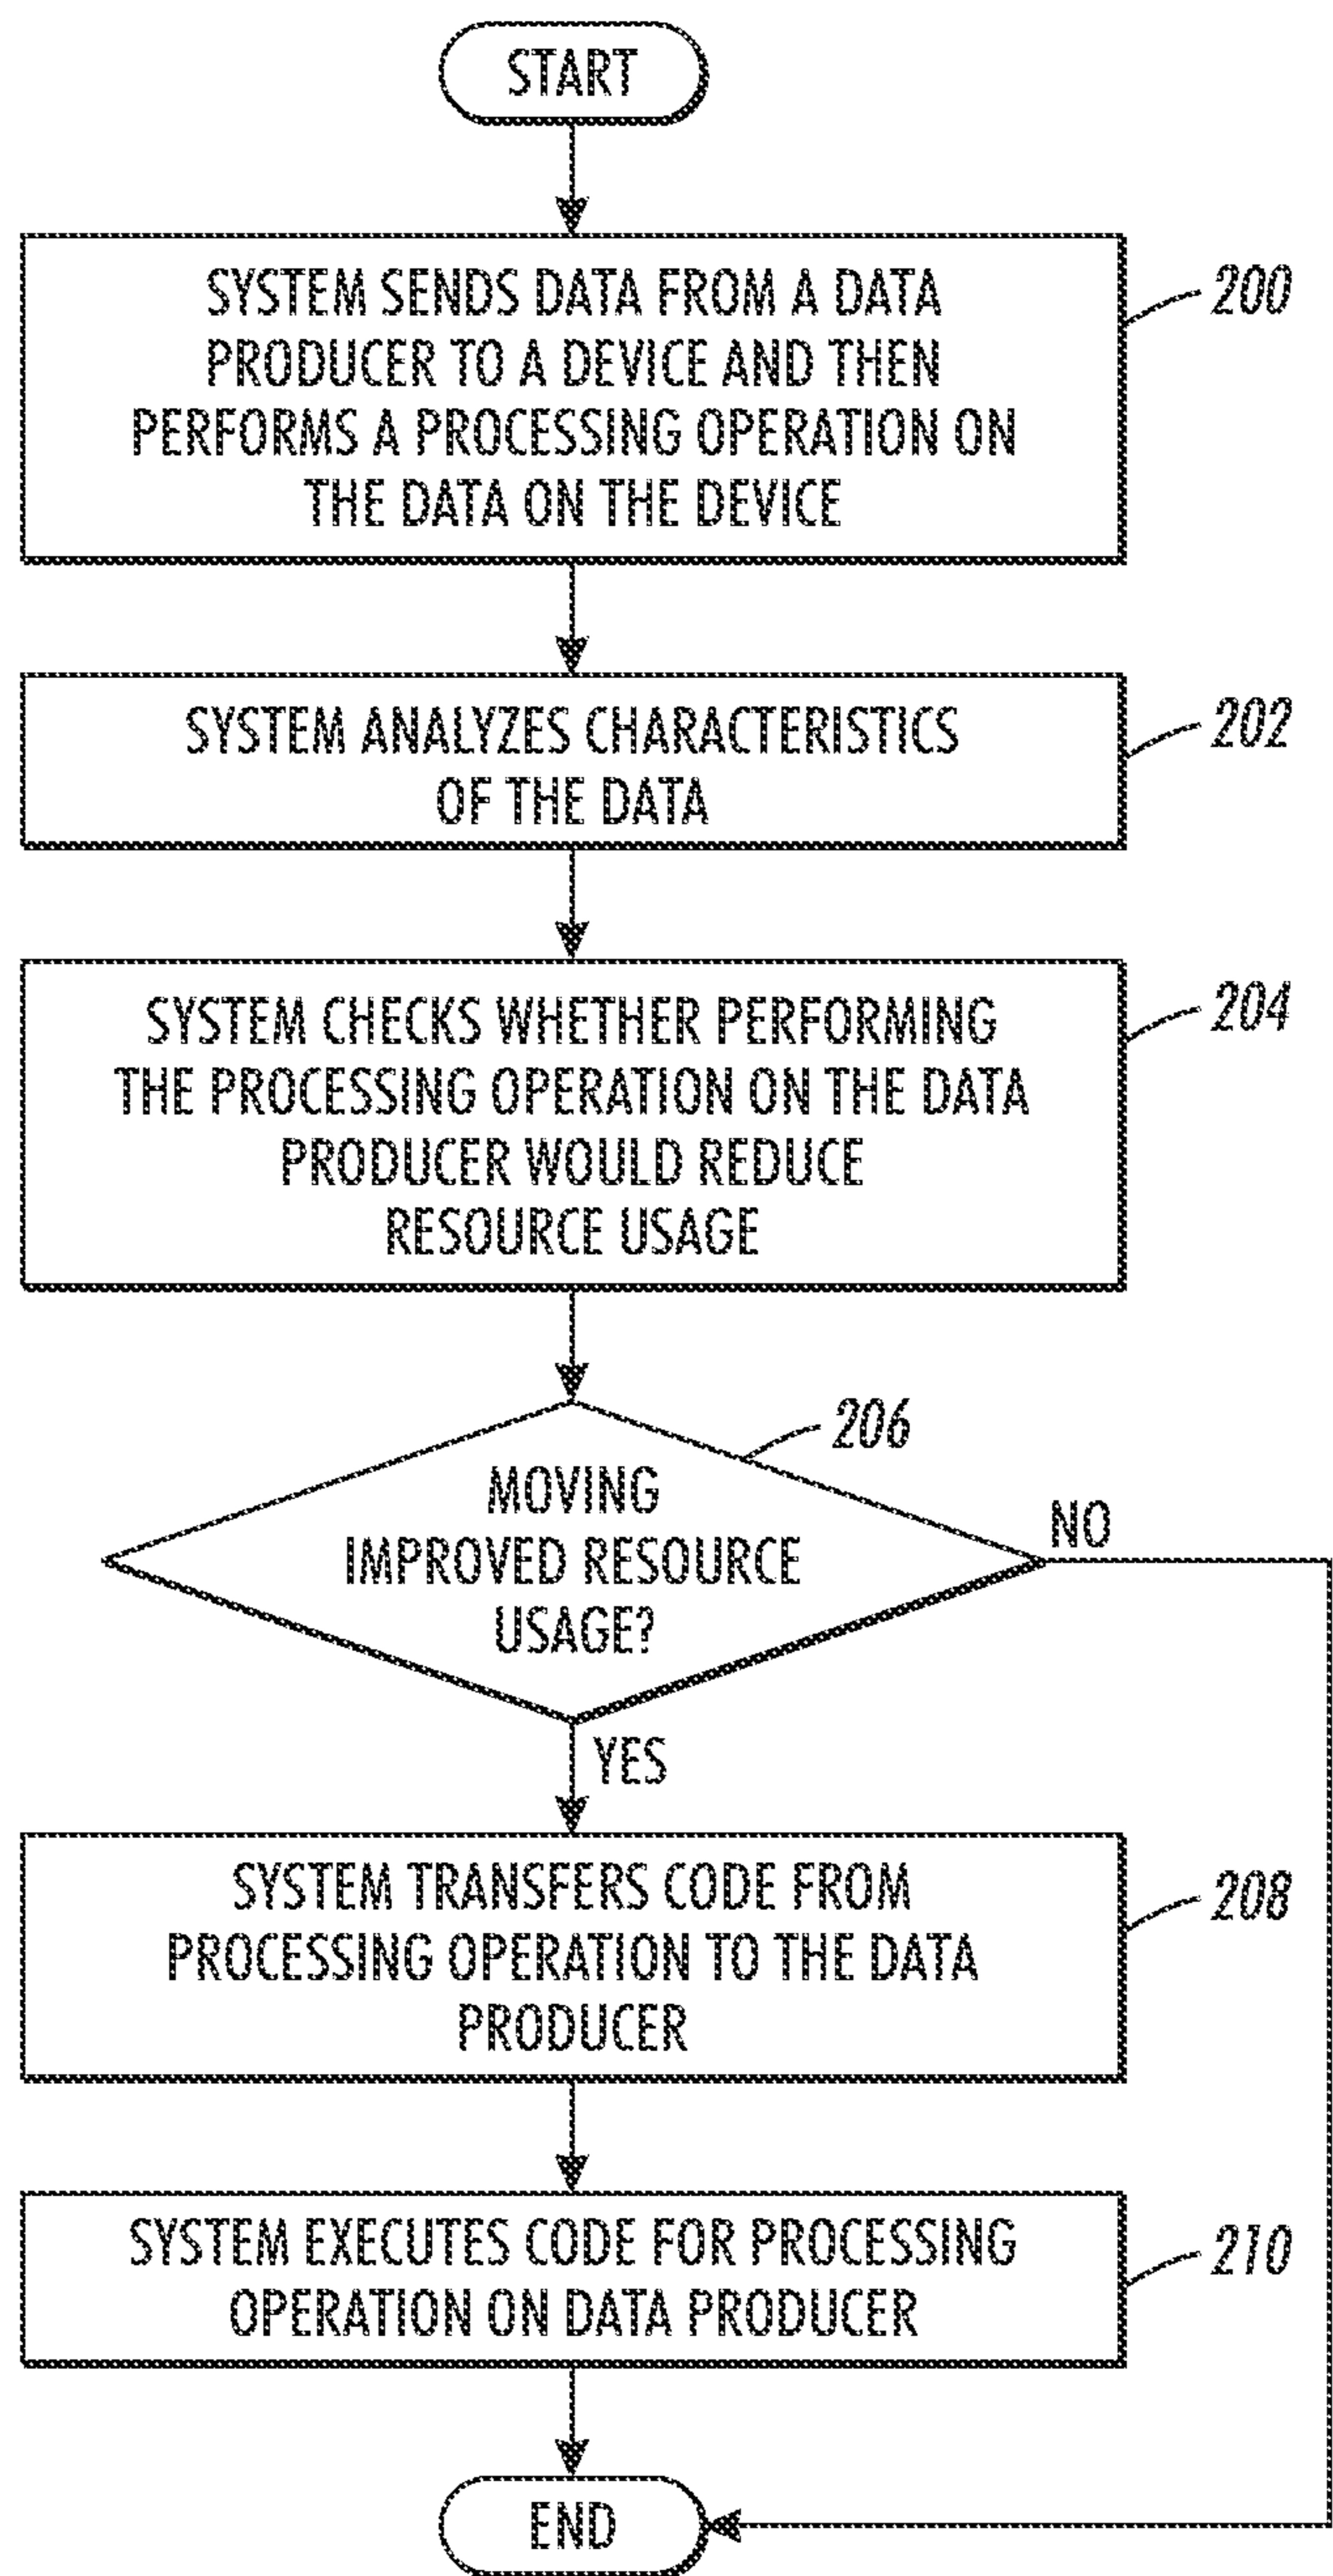 START
SYSTEM SENDS DATA FROM A DATA
PRODUCER TO A DEVICE AND THEN
PERFORMS A PROCESSING OPERATION ON
THE DATA ON THE DEVICE
200
SYSTEM ANALYZES CHARACTERISTICS
OF THE DATA
202
SYSTEM CHECKS WHETHER PERFORMING
THE PROCESSING OPERATION ON THE DATA
PRODUCER WOULD REDUCE
RESOURCE USAGE
204
206
MOVING
IMPROVED RESOURCE
USAGE?
NO
YES
SYSTEM TRANSFERS CODE FROM
PROCESSING OPERATION TO THE DATA
PRODUCER
208
SYSTEM EXECUTES CODE FOR PROCESSING
OPERATION ON DATA PRODUCER
210
END